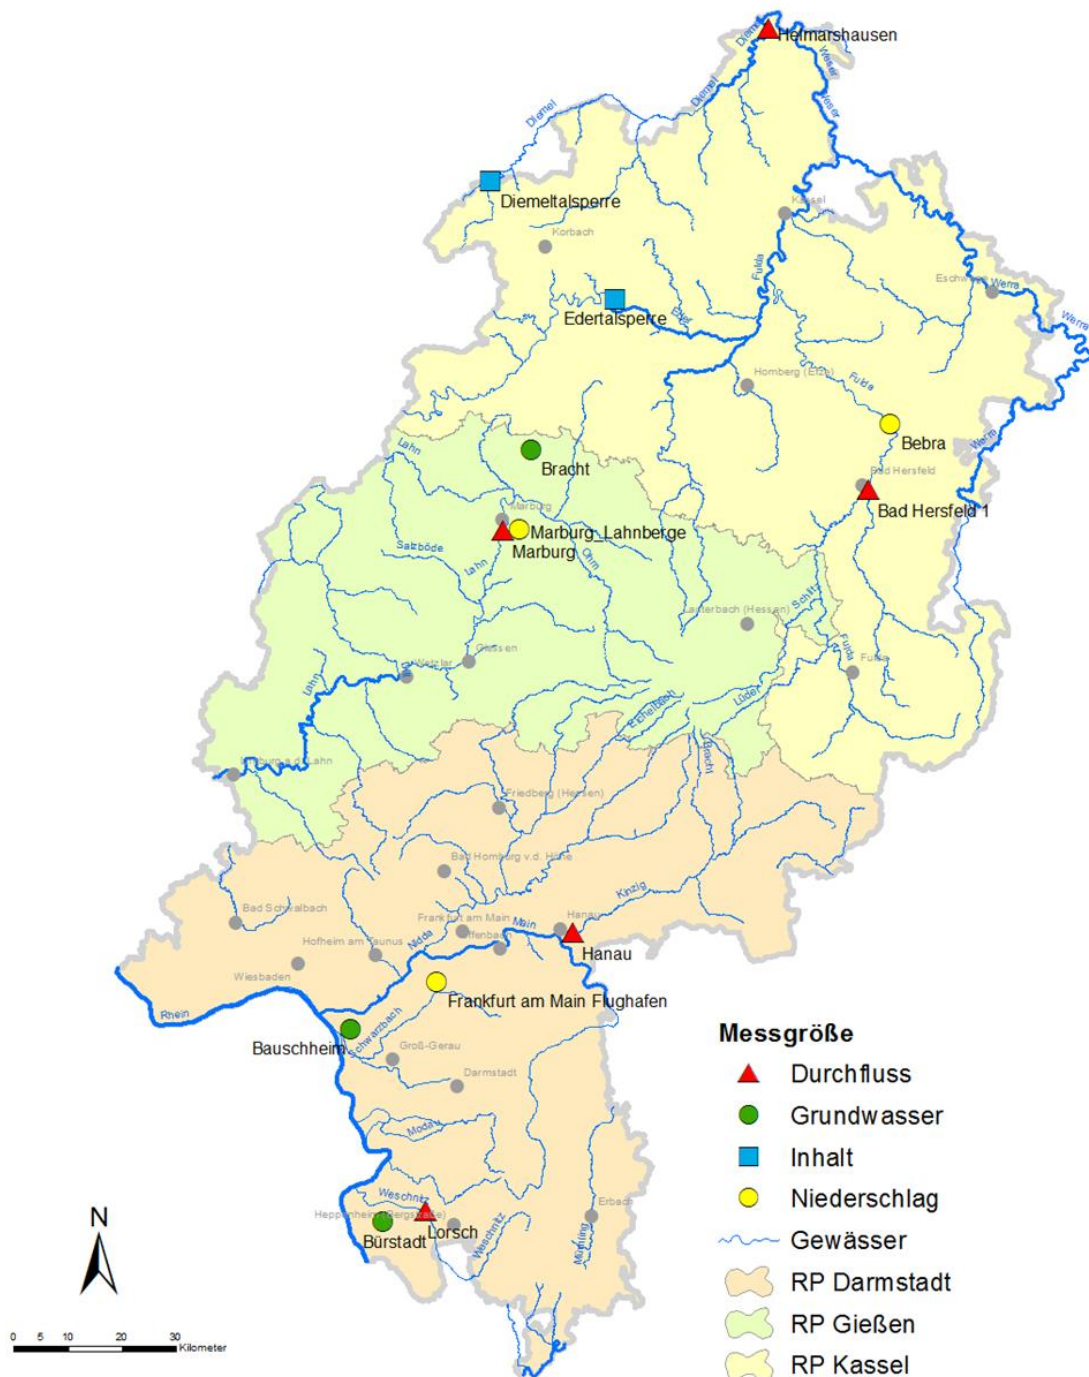 Diemel
Helmarshausen
Weser
Weser
Diemel
Diemel
Diemeltalsperre
Kassel
Korbach
Fulda
Eschwege
Werra
Edertalsperre
Eder
Werra
Homberg (Efze)
Fulda
Bebra
Werra
Lahn
Bracht
Bad Hersfeld
Bad Hersfeld 1
Marburg
Marburg_Lahnberge
Marburg
Salzböde
Lahn
Ohm
Schlitz
Lauterbach (Hessen)
Fulda
Fulda
Giessen
Wetzlar
Lahn
Eichelbach
Lüder
Bracht
Limburg a.d. Lahn
Friedberg (Hessen)
Bad Homburg v.d. Höhe
Kinzig
Bad Schwalbach
Frankfurt am Main
Main
Hanau
Offenbach
Nidda
Hofheim am Taunus
Hanau
Wiesbaden
Frankfurt am Main Flughafen
Rhein
Schwarzbach
Bauschheim
Groß-Gerau
Darmstadt
Modau
Weschnitz
Heppenheim (Bergstraße)
Lorsch
Bürstadt
Weschnitz
Erbach
Mümling
Messgröße
Durchfluss
Grundwasser
Inhalt
Niederschlag
Gewässer
RP Darmstadt
RP Gießen
RP Kassel
N
0 5 10 20 30
Kilometer